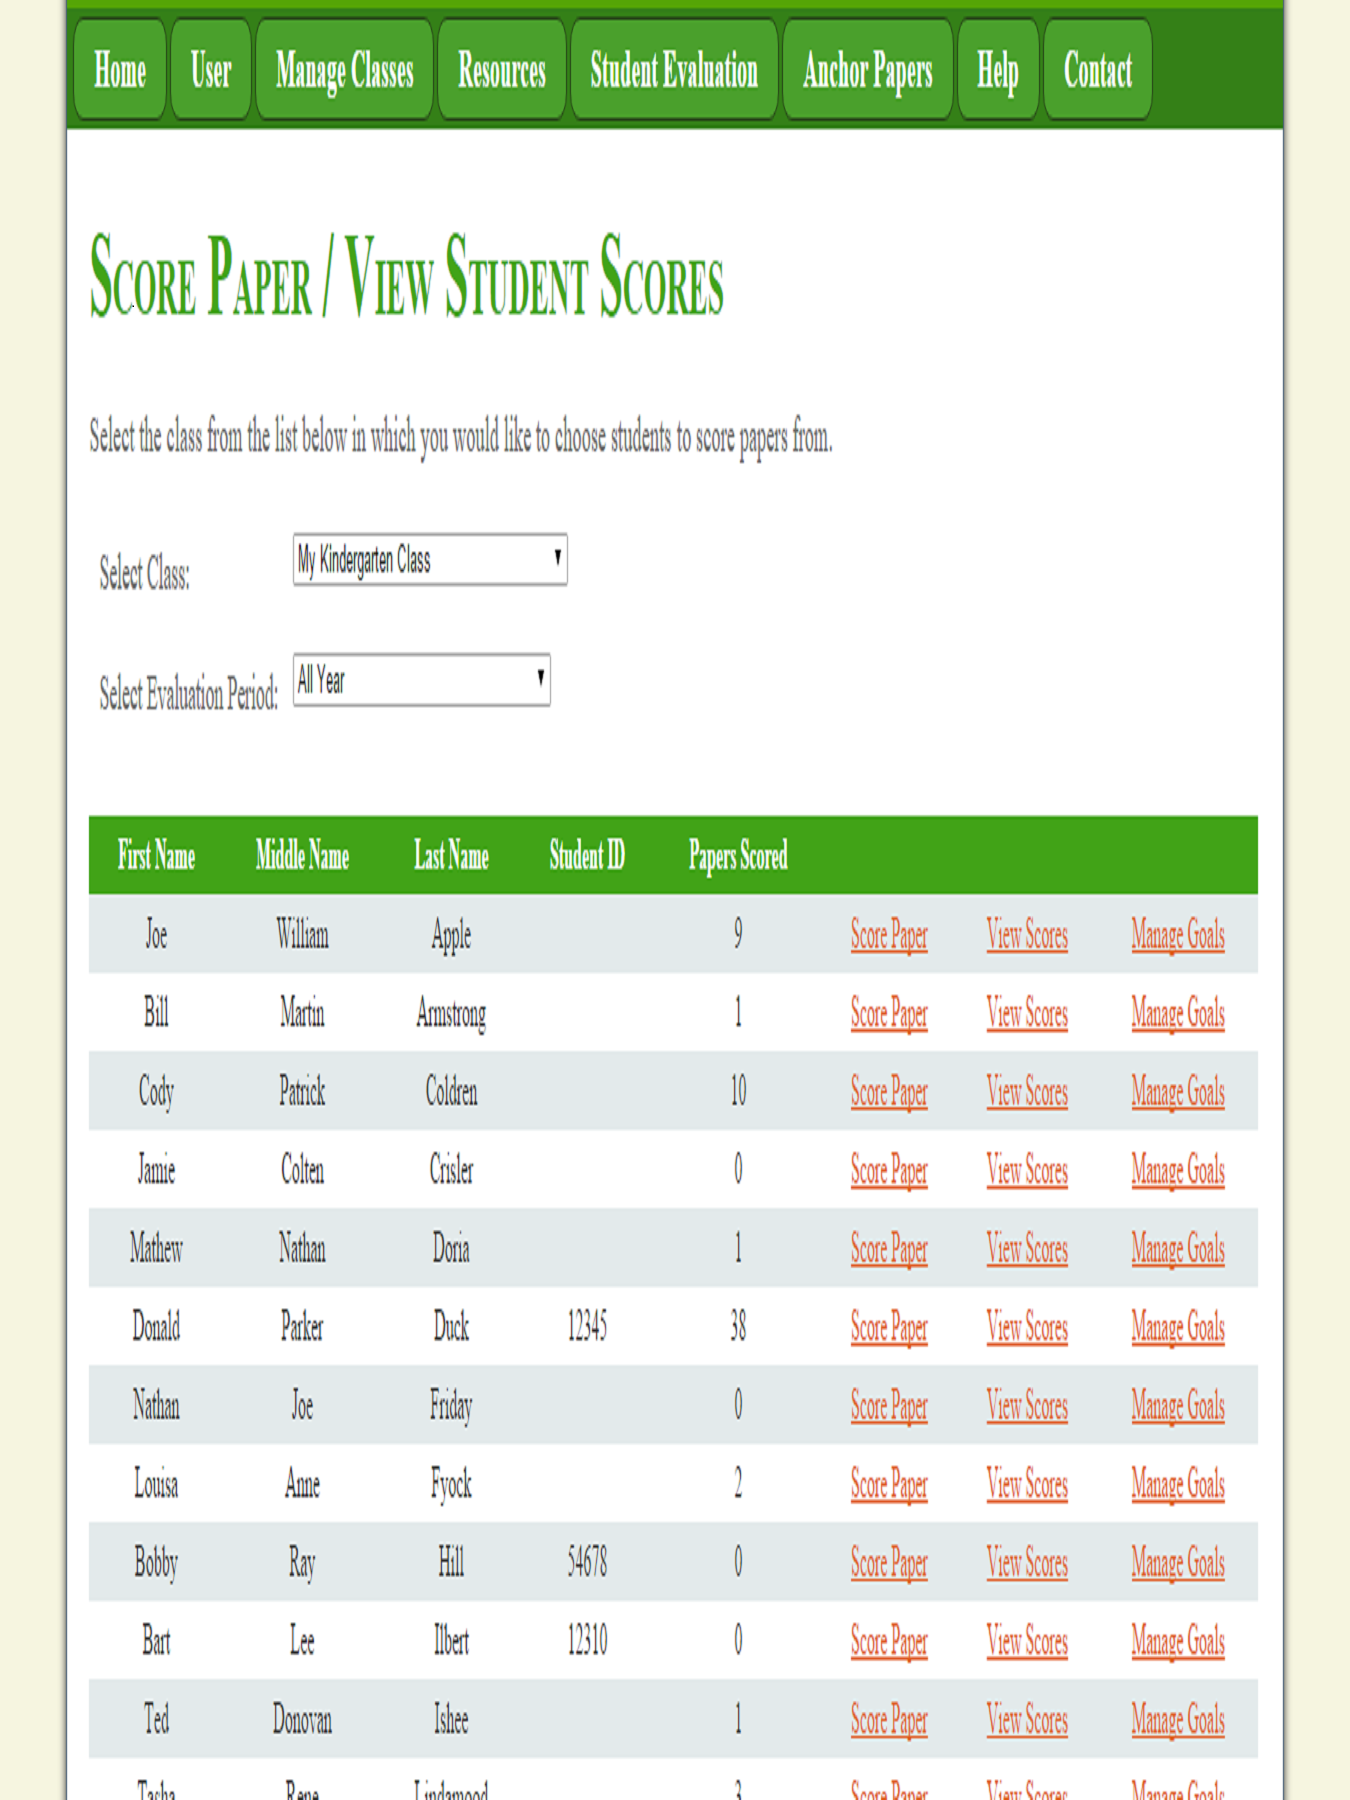 Home User Manage Classes Resources Student Evaluation Anchor Papers Help Contact
Score Paper / View Student Scores
Select the class from the list below in which you would like to choose students to score papers from.
Select Class: My Kindergarten Class
Select Evaluation Period: All Year
First Name Middle Name Last Name Student ID Papers Scored
Joe William Apple 9 Score Paper View Scores Manage Goals
Bill Martin Armstrong 1 Score Paper View Scores Manage Goals
Cody Patrick Coldren 10 Score Paper View Scores Manage Goals
Jamie Colten Crisler 0 Score Paper View Scores Manage Goals
Mathew Nathan Doria 1 Score Paper View Scores Manage Goals
Donald Parker Duck 12345 38 Score Paper View Scores Manage Goals
Nathan Joe Friday 0 Score Paper View Scores Manage Goals
Louisa Anne Fyock 2 Score Paper View Scores Manage Goals
Bobby Ray Hill 54678 0 Score Paper View Scores Manage Goals
Bart Lee Ilbert 12310 0 Score Paper View Scores Manage Goals
Ted Donovan Ishee 1 Score Paper View Scores Manage Goals
Tasha Rene Lindamood 3 Score Paper View Scores Manage Goals